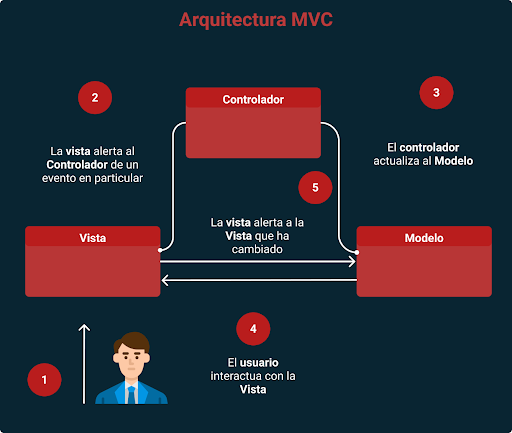 Arquitectura MVC
2
La vista alerta al
Controlador de un
evento en particular
Controlador
3
El controlador
actualiza al Modelo
5
La vista alerta a la
Vista que ha
cambiado
Vista
Modelo
1
4
El usuario
interactua con la
Vista